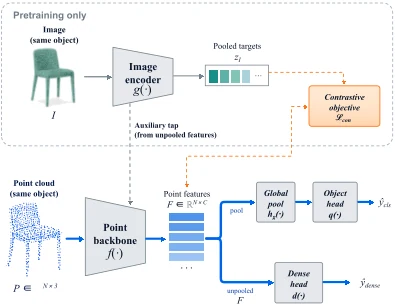 Pretraining only
Image
(same object)
I
Image
encoder
g(·)
Pooled targets
z_I
...
Contrastive
objective
ℒ_con
Auxiliary tap
(from unpooled features)
Point cloud
(same object)
P ∈ N × 3
Point
backbone
f(·)
Point features
F ∈ ℝ^{N×C}
...
pool
Global
pool
h_g(·)
Object
head
q(·)
ŷ_cls
unpooled
F
Dense
head
d(·)
ŷ_dense